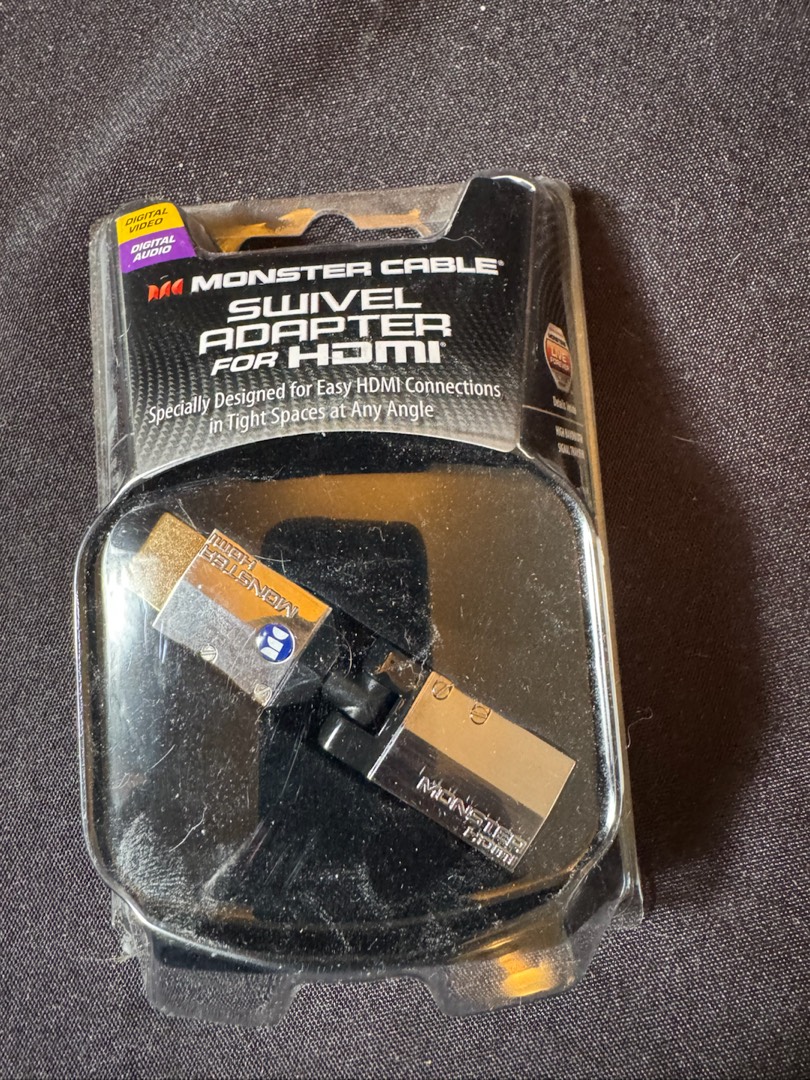 DIGITAL
VIDEO
DIGITAL
AUDIO
MONSTER CABLE®
SWIVEL
ADAPTER
FOR HDMI
Specially Designed for Easy HDMI Connections
in Tight Spaces at Any Angle
MONSTER
HDMI
MONSTER
HDMI